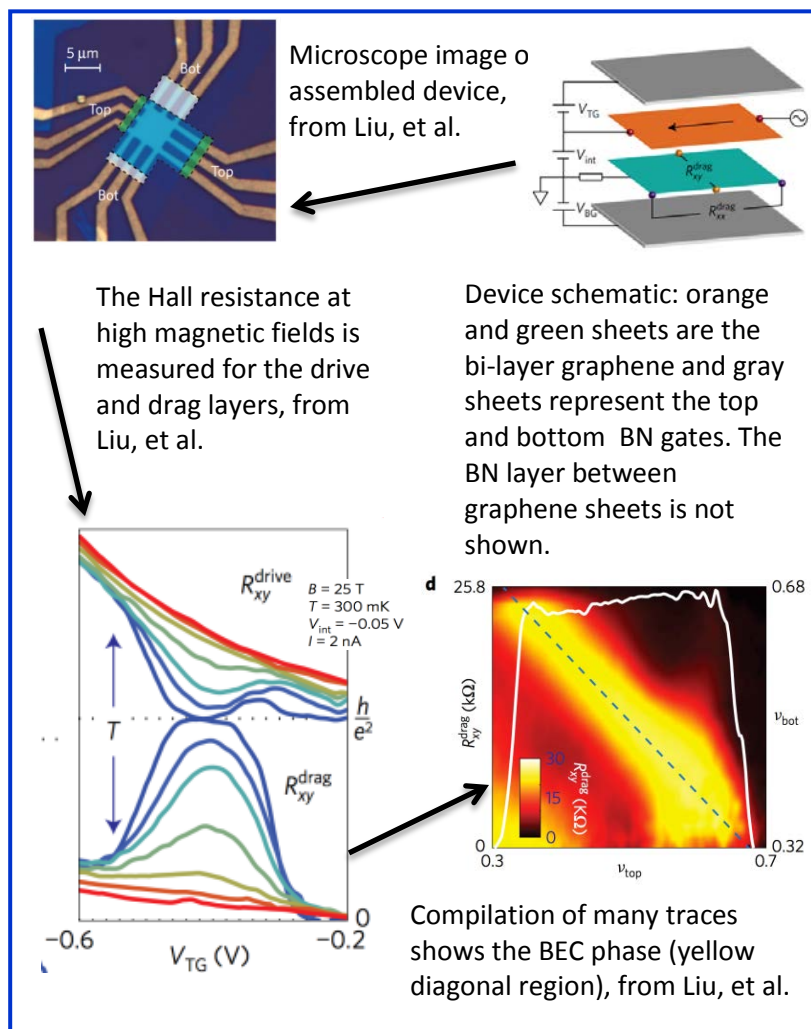 5 μm
Bot
Top
Top
Bot
Microscope image o
assembled device,
from Liu, et al.
V_TG
V_int
V_BG
R_xy^drag
R_xx^drag
The Hall resistance at
high magnetic fields is
measured for the drive
and drag layers, from
Liu, et al.
Device schematic: orange
and green sheets are the
bi-layer graphene and gray
sheets represent the top
and bottom BN gates. The
BN layer between
graphene sheets is not
shown.
R_xy^drive
B = 25 T
T = 300 mK
V_int = −0.05 V
I = 2 nA
T
h/e²
R_xy^drag
0
−0.6
−0.2
V_TG (V)
d
25.8
0.68
R_xy^drag (kΩ)
ν_bot
30
15
0
R_xy^drag (KΩ)
0
0.32
0.3
0.7
ν_top
Compilation of many traces
shows the BEC phase (yellow
diagonal region), from Liu, et al.